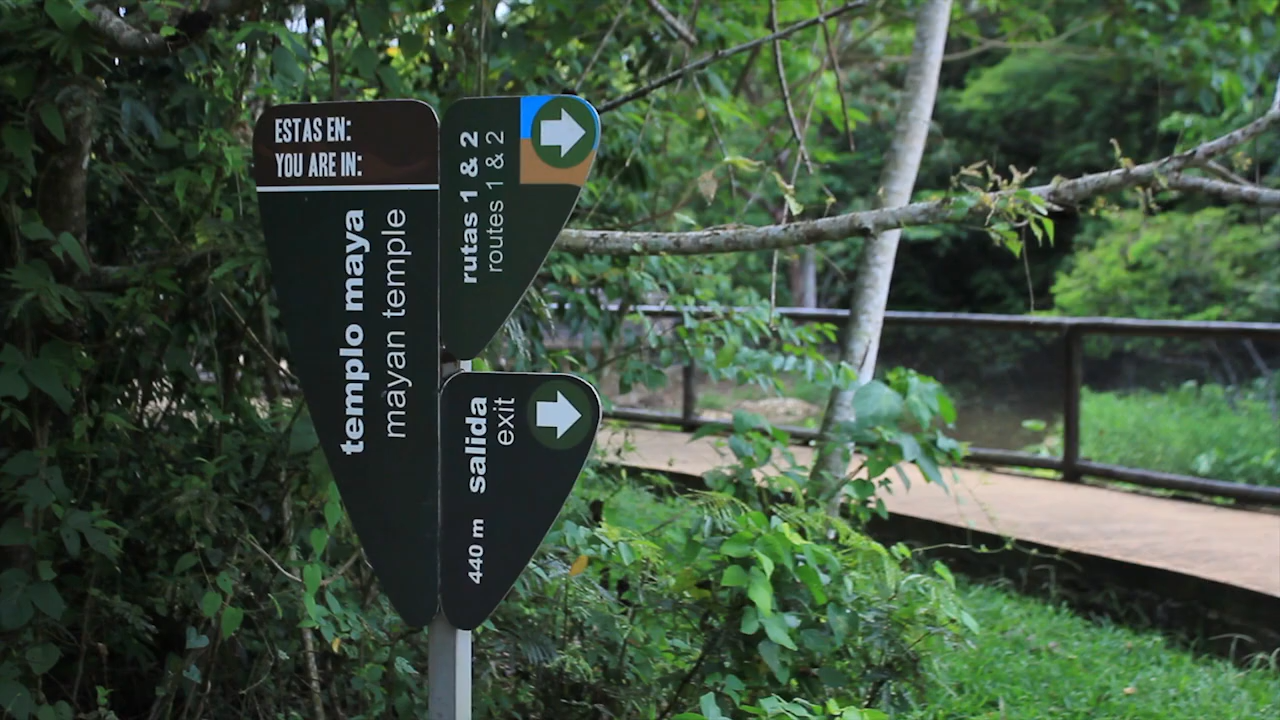 ESTAS EN:
YOU ARE IN:
templo maya
mayan temple
rutas 1 & 2
routes 1 & 2
salida
exit
440 m